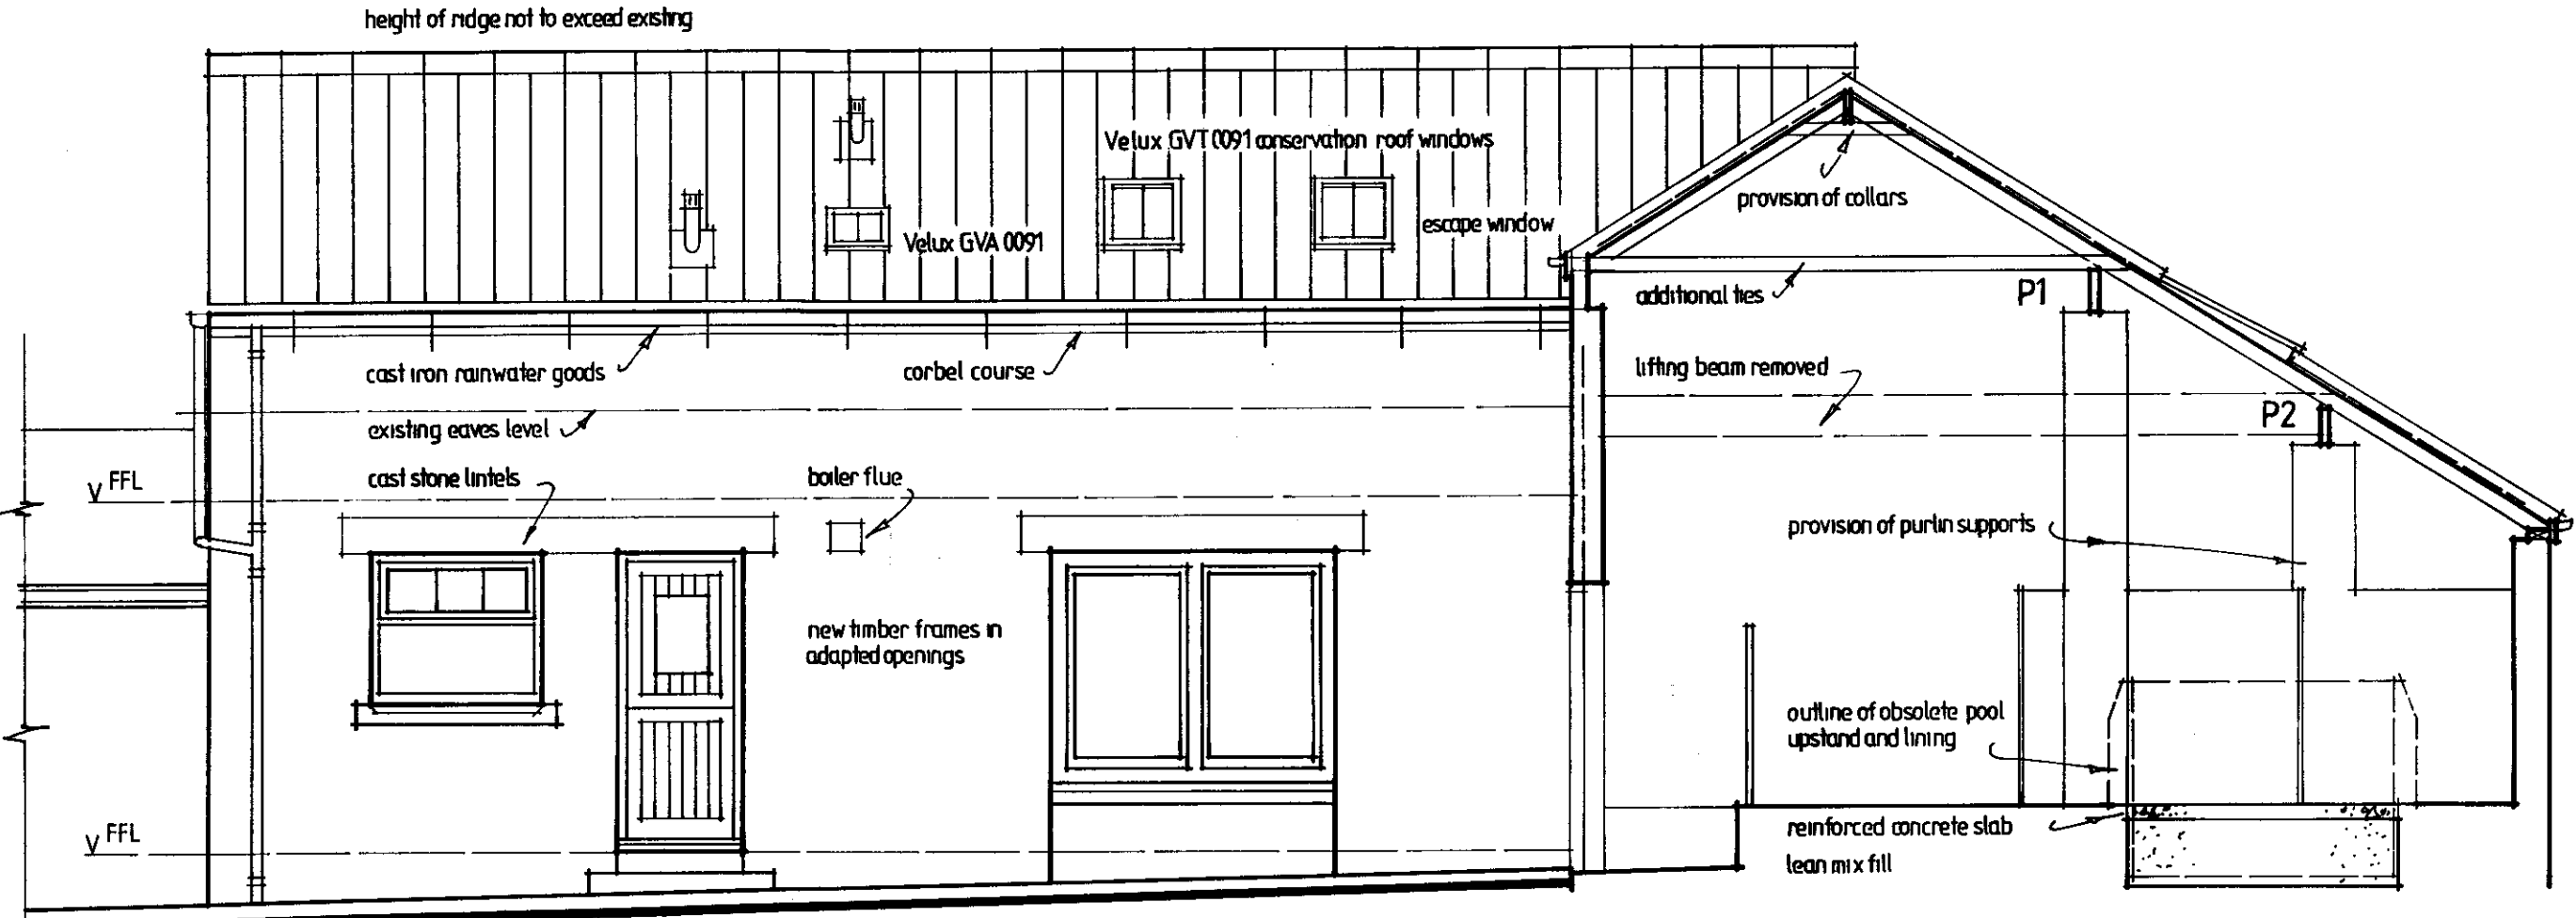 height of ridge not to exceed existing
Velux GVT 0091 conservation roof windows
provision of collars
escape window
Velux GVA 0091
additional ties
P1
cast iron rainwater goods
corbel course
lifting beam removed
existing eaves level
P2
FFL
cast stone lintels
boiler flue
provision of purlin supports
new timber frames in
adapted openings
outline of obsolete pool
upstand and lining
FFL
reinforced concrete slab
lean mix fill